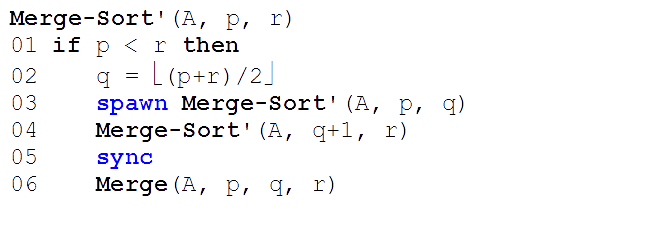 Merge-Sort'(A, p, r)
01 if p < r then
02 q = ⌊(p+r)/2⌋
03 spawn Merge-Sort'(A, p, q)
04 Merge-Sort'(A, q+1, r)
05 sync
06 Merge(A, p, q, r)